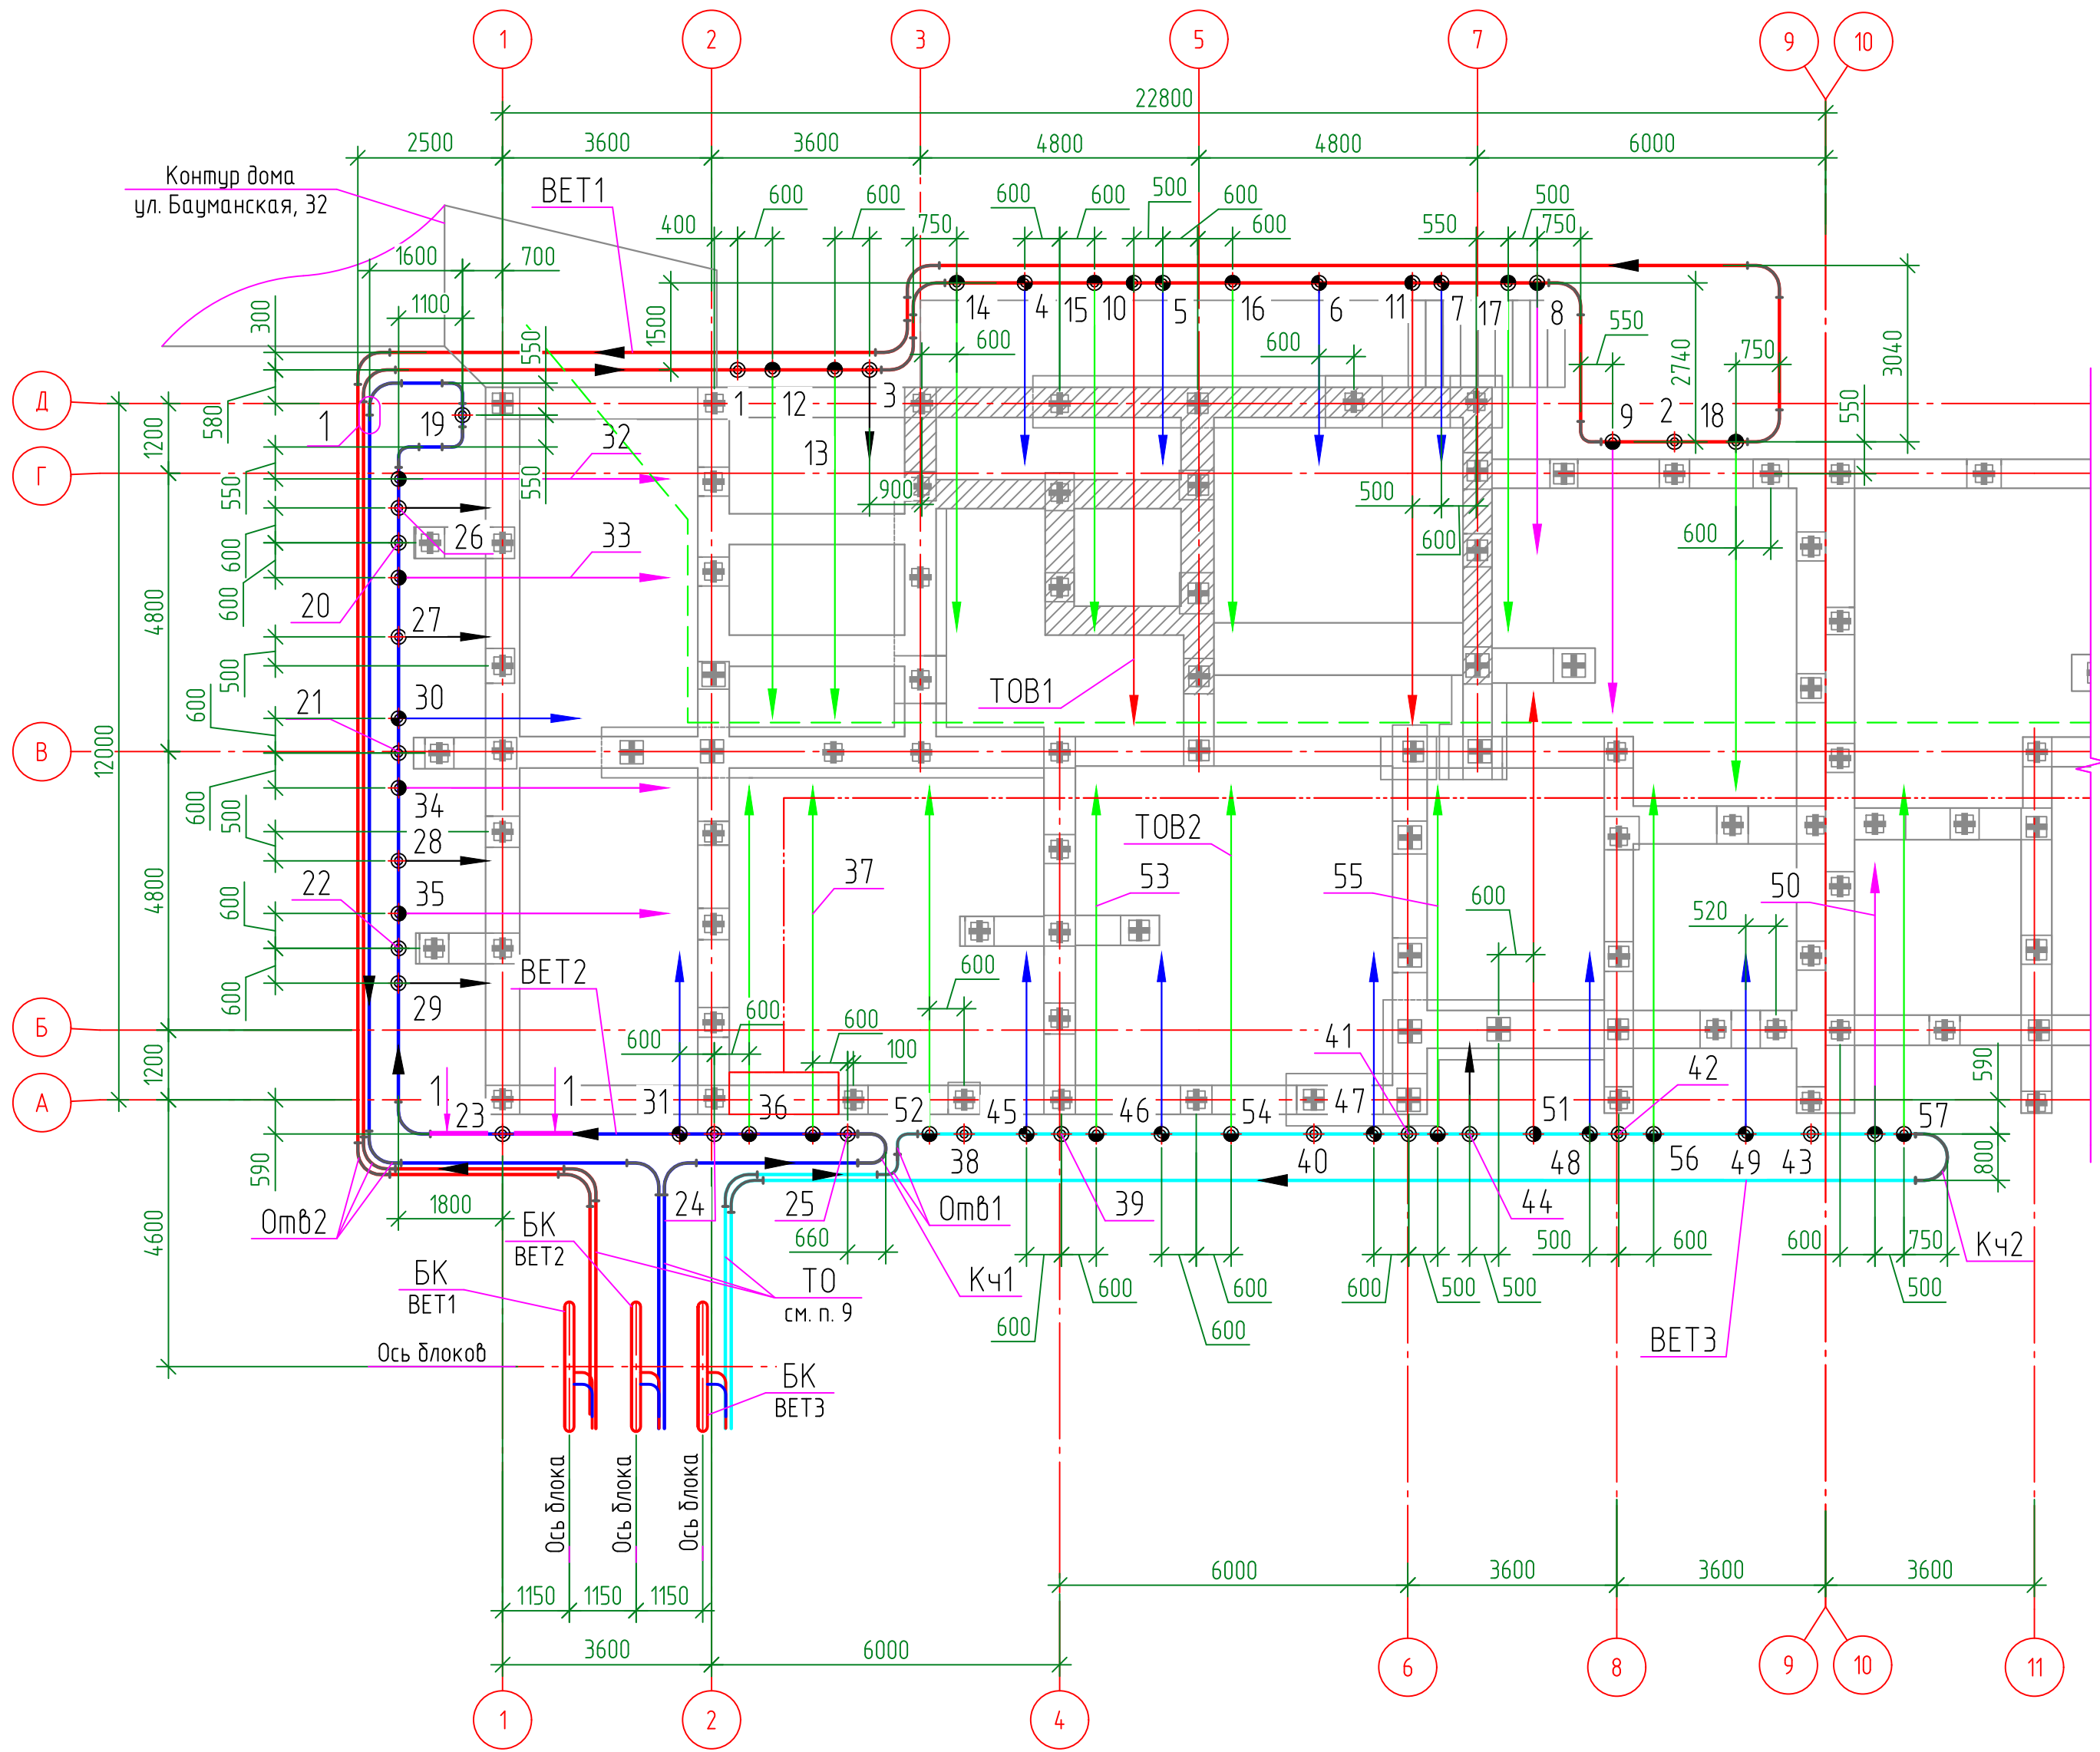 1 2 3 5 7 9 10
22800
2500 3600 3600 4800 4800 6000
Контур дома
ул. Бауманская, 32
ВЕТ1
600 600 600 600 500 600 500
400 750 600 550 750
1600 700
1100
300
550
1500
14 4 15 10 5 16 6 11 7 17 8
600 600 550
2740 750 3040
Д
580
1200
1 19
1 12 3
9 2 18
550
32
13
Г
550
550
900
500
600
600
26
600
33
600
20
27
4800
500
30
600
21
ТОВ1
12000
В
600
34
500
28
ТОВ2
37 53 55 50
4800
22
35
600
600
520
ВЕТ2
600
600
29
600
600
600
100
Б
41
42
590
1200
А
1 1
23 31 36 52 45 46 54 47 51 57
38 40 48 56 49 43
800
590
4600
1800
Отв2
БК
ВЕТ2
24 25
Отв1
39 44
660
500 600 600 750
Кч2
БК
ВЕТ1
ТО
см. п. 9
Кч1
600 600 600 500 500 500
600 600
ВЕТ3
Ось блоков
БК
ВЕТ3
Ось блока
Ось блока
Ось блока
1150 1150 1150
6000 3600 3600 3600
3600 6000
1 2 4 6 8 9 10 11